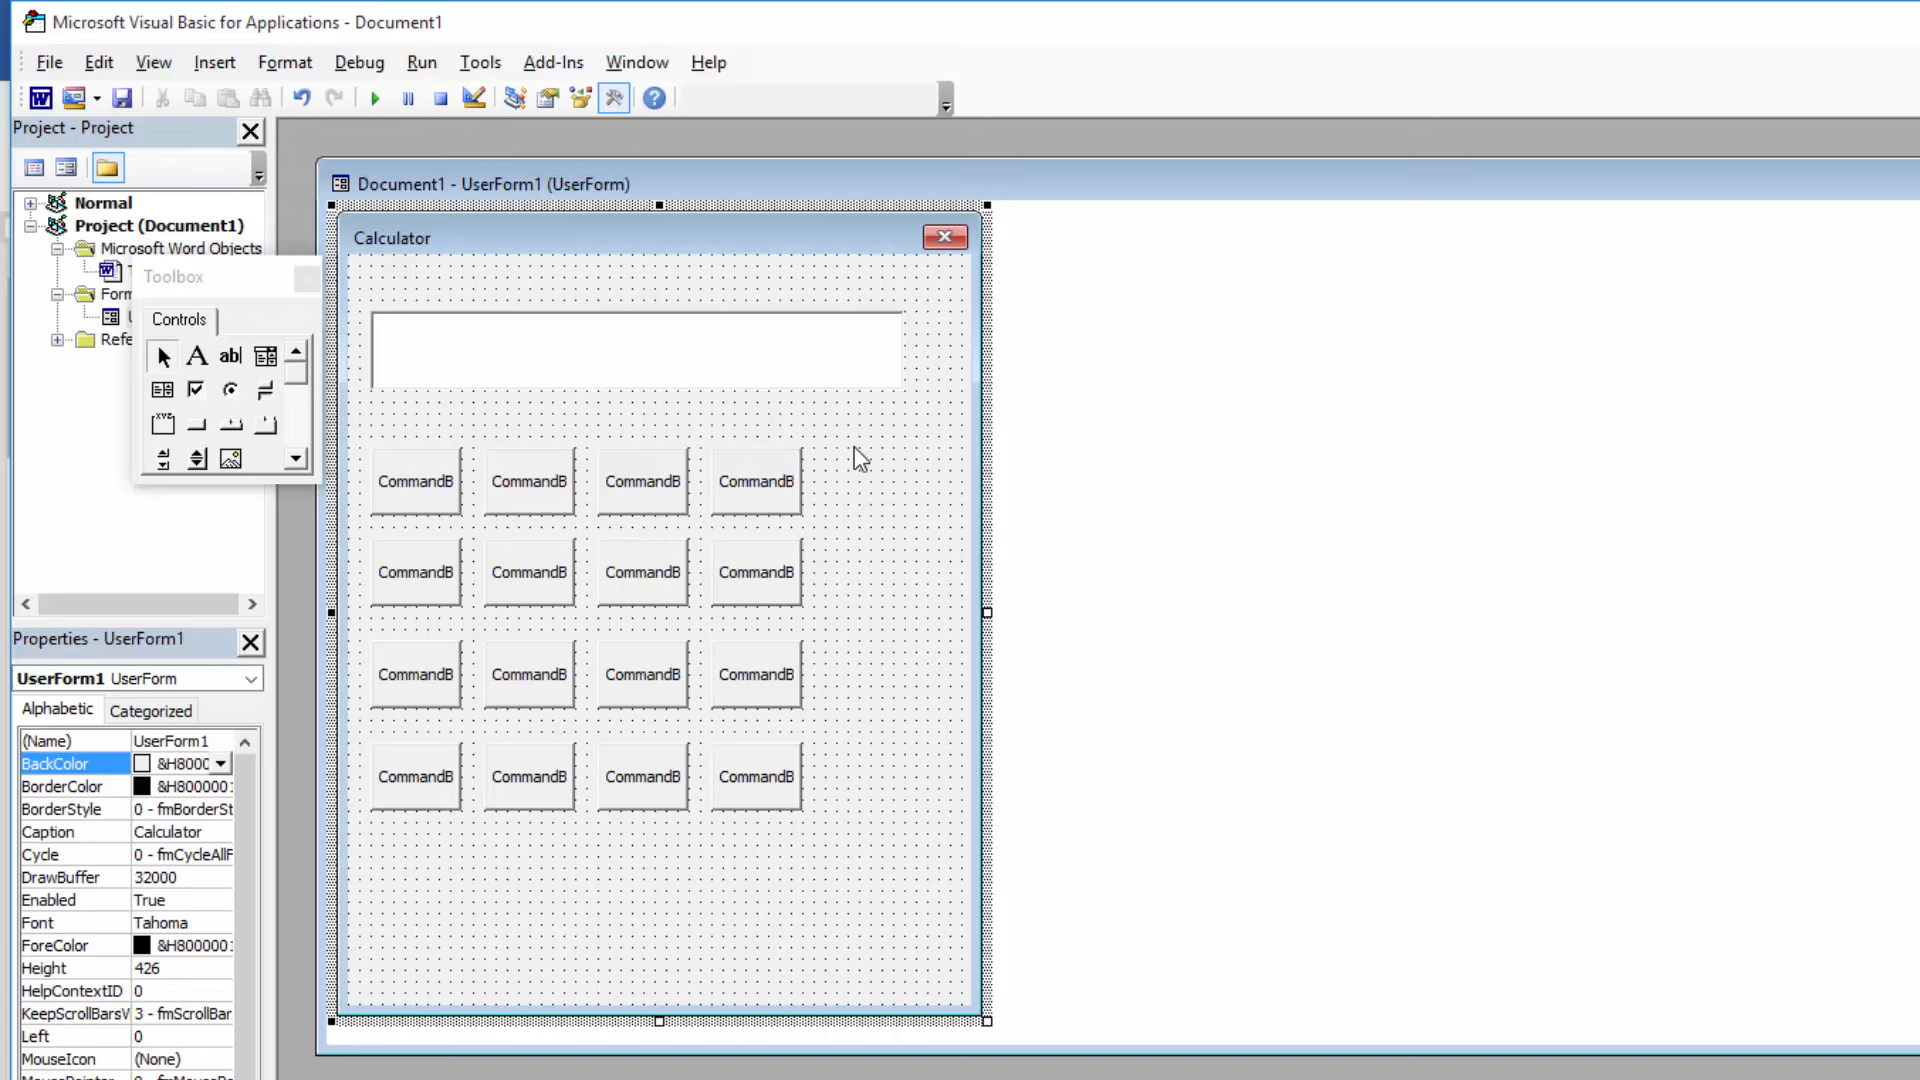 Microsoft Visual Basic for Applications - Document1
File Edit View Insert Format Debug Run Tools Add-Ins Window Help
Project - Project
Normal
Project (Document1)
Microsoft Word Objects
Form
Refe
Toolbox
Controls
A
ab|
XYZ
Properties - UserForm1
UserForm1 UserForm
Alphabetic Categorized
(Name) UserForm1
BackColor &H800C
BorderColor &H8000001
BorderStyle 0 - fmBorderSt
Caption Calculator
Cycle 0 - fmCycleAllF
DrawBuffer 32000
Enabled True
Font Tahoma
ForeColor &H8000001
Height 426
HelpContextID 0
KeepScrollBarsV 3 - fmScrollBar
Left 0
MouseIcon (None)
Document1 - UserForm1 (UserForm)
Calculator
CommandB CommandB CommandB CommandB
CommandB CommandB CommandB CommandB
CommandB CommandB CommandB CommandB
CommandB CommandB CommandB CommandB